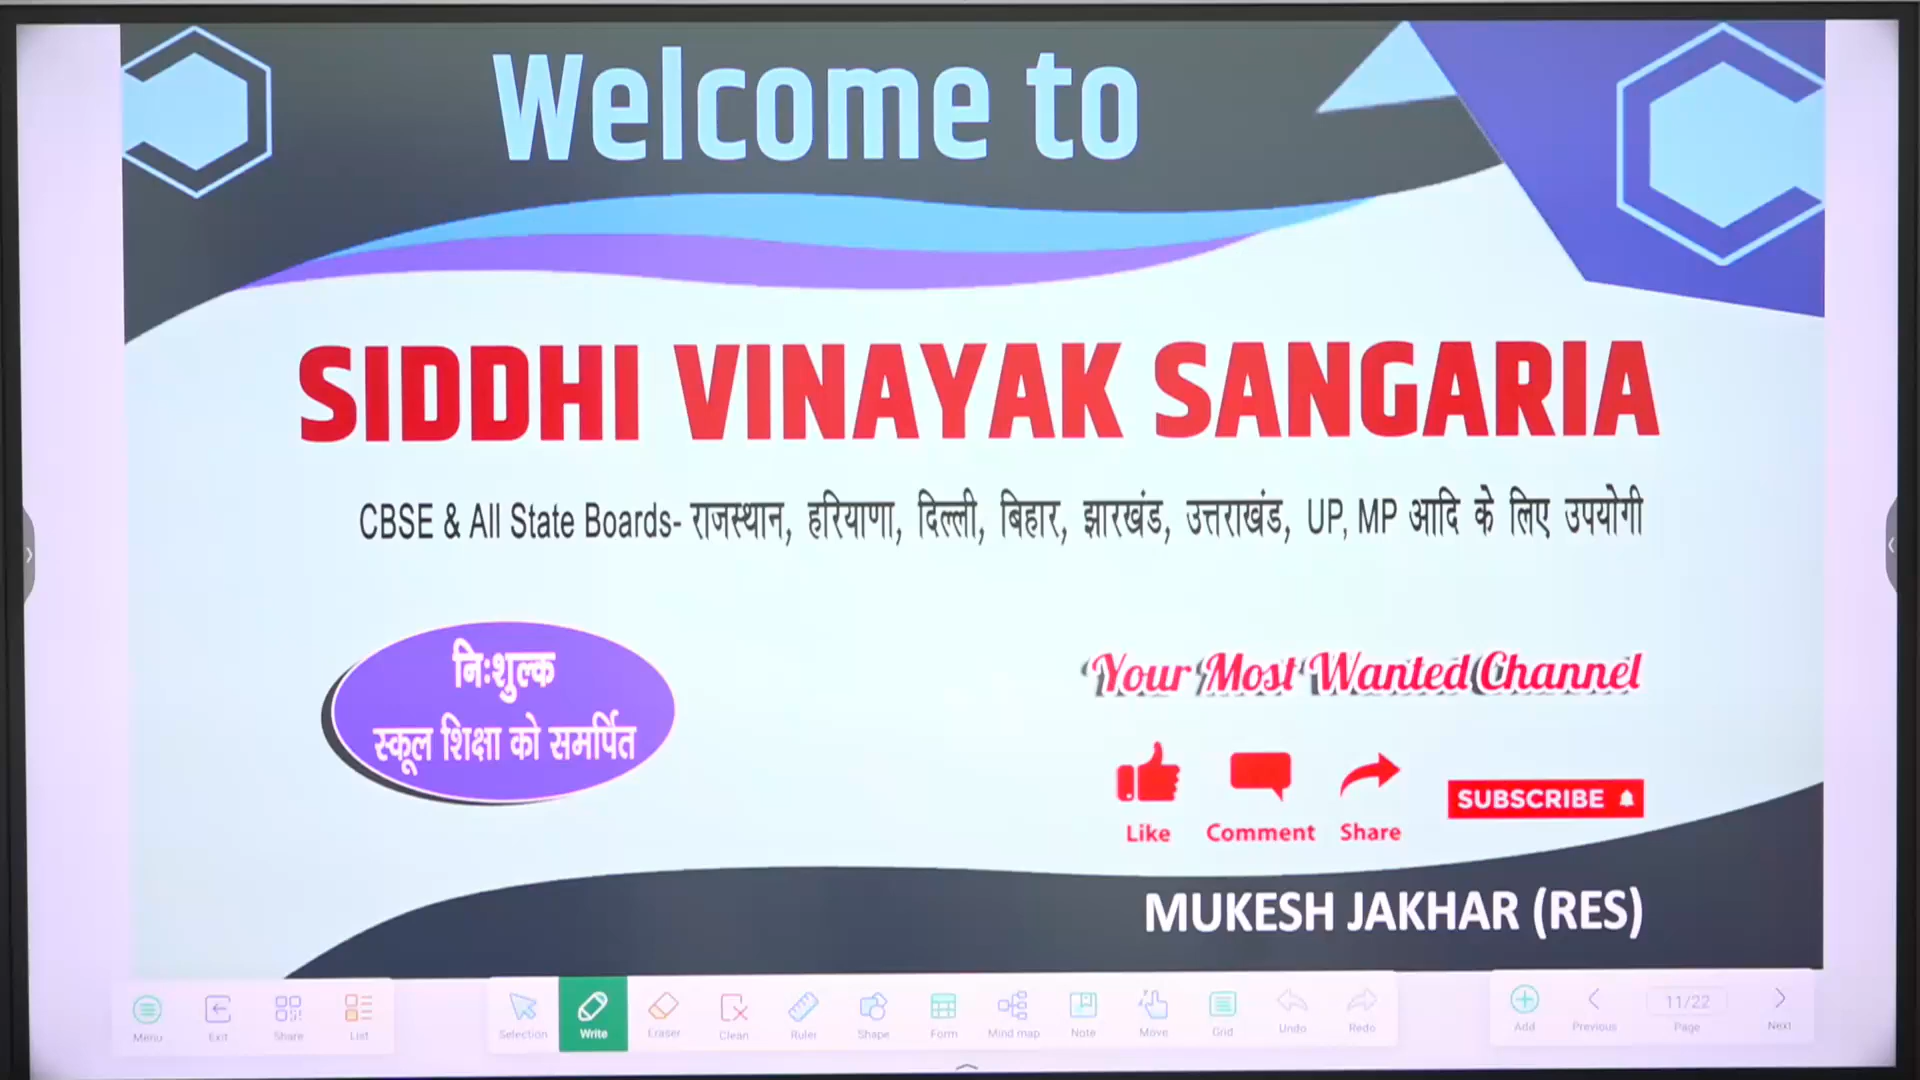 Welcome to
SIDDHI VINAYAK SANGARIA
CBSE & All State Boards- राजस्थान, हरियाणा, दिल्ली, बिहार, झारखंड, उत्तराखंड, UP, MP आदि के लिए उपयोगी
निःशुल्क
स्कूल शिक्षा को समर्पित
Your Most Wanted Channel
Like Comment Share
SUBSCRIBE
MUKESH JAKHAR (RES)
Menu Exit Share List Selection Write Eraser Clean Ruler Shape Form Mind map Note Move Grid Undo Redo Add Previous 11/22 Page Next